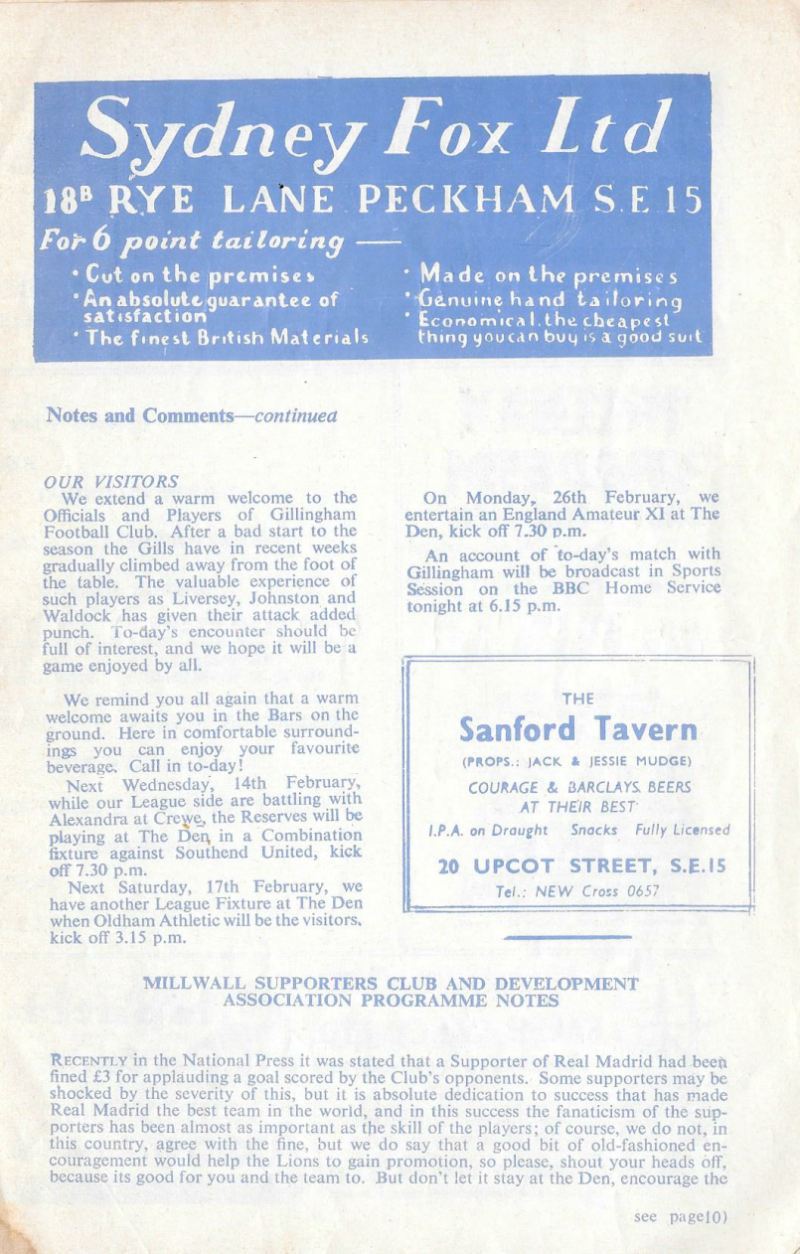 Sydney Fox Ltd
18B RYE LANE PECKHAM S.E 15
For 6 point tailoring —
· Cut on the premises
· An absolute guarantee of
satisfaction
· The finest British Materials
· Made on the premises
· Genuine hand tailoring
· Economical. the cheapest
thing you can buy is a good suit
Notes and Comments—continued
OUR VISITORS
We extend a warm welcome to the
Officials and Players of Gillingham
Football Club. After a bad start to the
season the Gills have in recent weeks
gradually climbed away from the foot of
the table. The valuable experience of
such players as Liversey, Johnston and
Waldock has given their attack added
punch. To-day's encounter should be
full of interest, and we hope it will be a
game enjoyed by all.
We remind you all again that a warm
welcome awaits you in the Bars on the
ground. Here in comfortable surround-
ings you can enjoy your favourite
beverage. Call in to-day!
Next Wednesday, 14th February,
while our League side are battling with
Alexandra at Crewe, the Reserves will be
playing at The Den in a Combination
fixture against Southend United, kick
off 7.30 p.m.
Next Saturday, 17th February, we
have another League Fixture at The Den
when Oldham Athletic will be the visitors,
kick off 3.15 p.m.
On Monday, 26th February, we
entertain an England Amateur XI at The
Den, kick off 7.30 p.m.
An account of to-day's match with
Gillingham will be broadcast in Sports
Session on the BBC Home Service
tonight at 6.15 p.m.
THE
Sanford Tavern
(PROPS.: JACK & JESSIE MUDGE)
COURAGE & BARCLAYS BEERS
AT THEIR BEST
I.P.A. on Draught Snacks Fully Licensed
20 UPCOT STREET, S.E.15
Tel.: NEW Cross 0657
MILLWALL SUPPORTERS CLUB AND DEVELOPMENT
ASSOCIATION PROGRAMME NOTES
RECENTLY in the National Press it was stated that a Supporter of Real Madrid had been
fined £3 for applauding a goal scored by the Club's opponents. Some supporters may be
shocked by the severity of this, but it is absolute dedication to success that has made
Real Madrid the best team in the world, and in this success the fanaticism of the sup-
porters has been almost as important as the skill of the players; of course, we do not, in
this country, agree with the fine, but we do say that a good bit of old-fashioned en-
couragement would help the Lions to gain promotion, so please, shout your heads off,
because its good for you and the team to. But don't let it stay at the Den, encourage the
see page10)